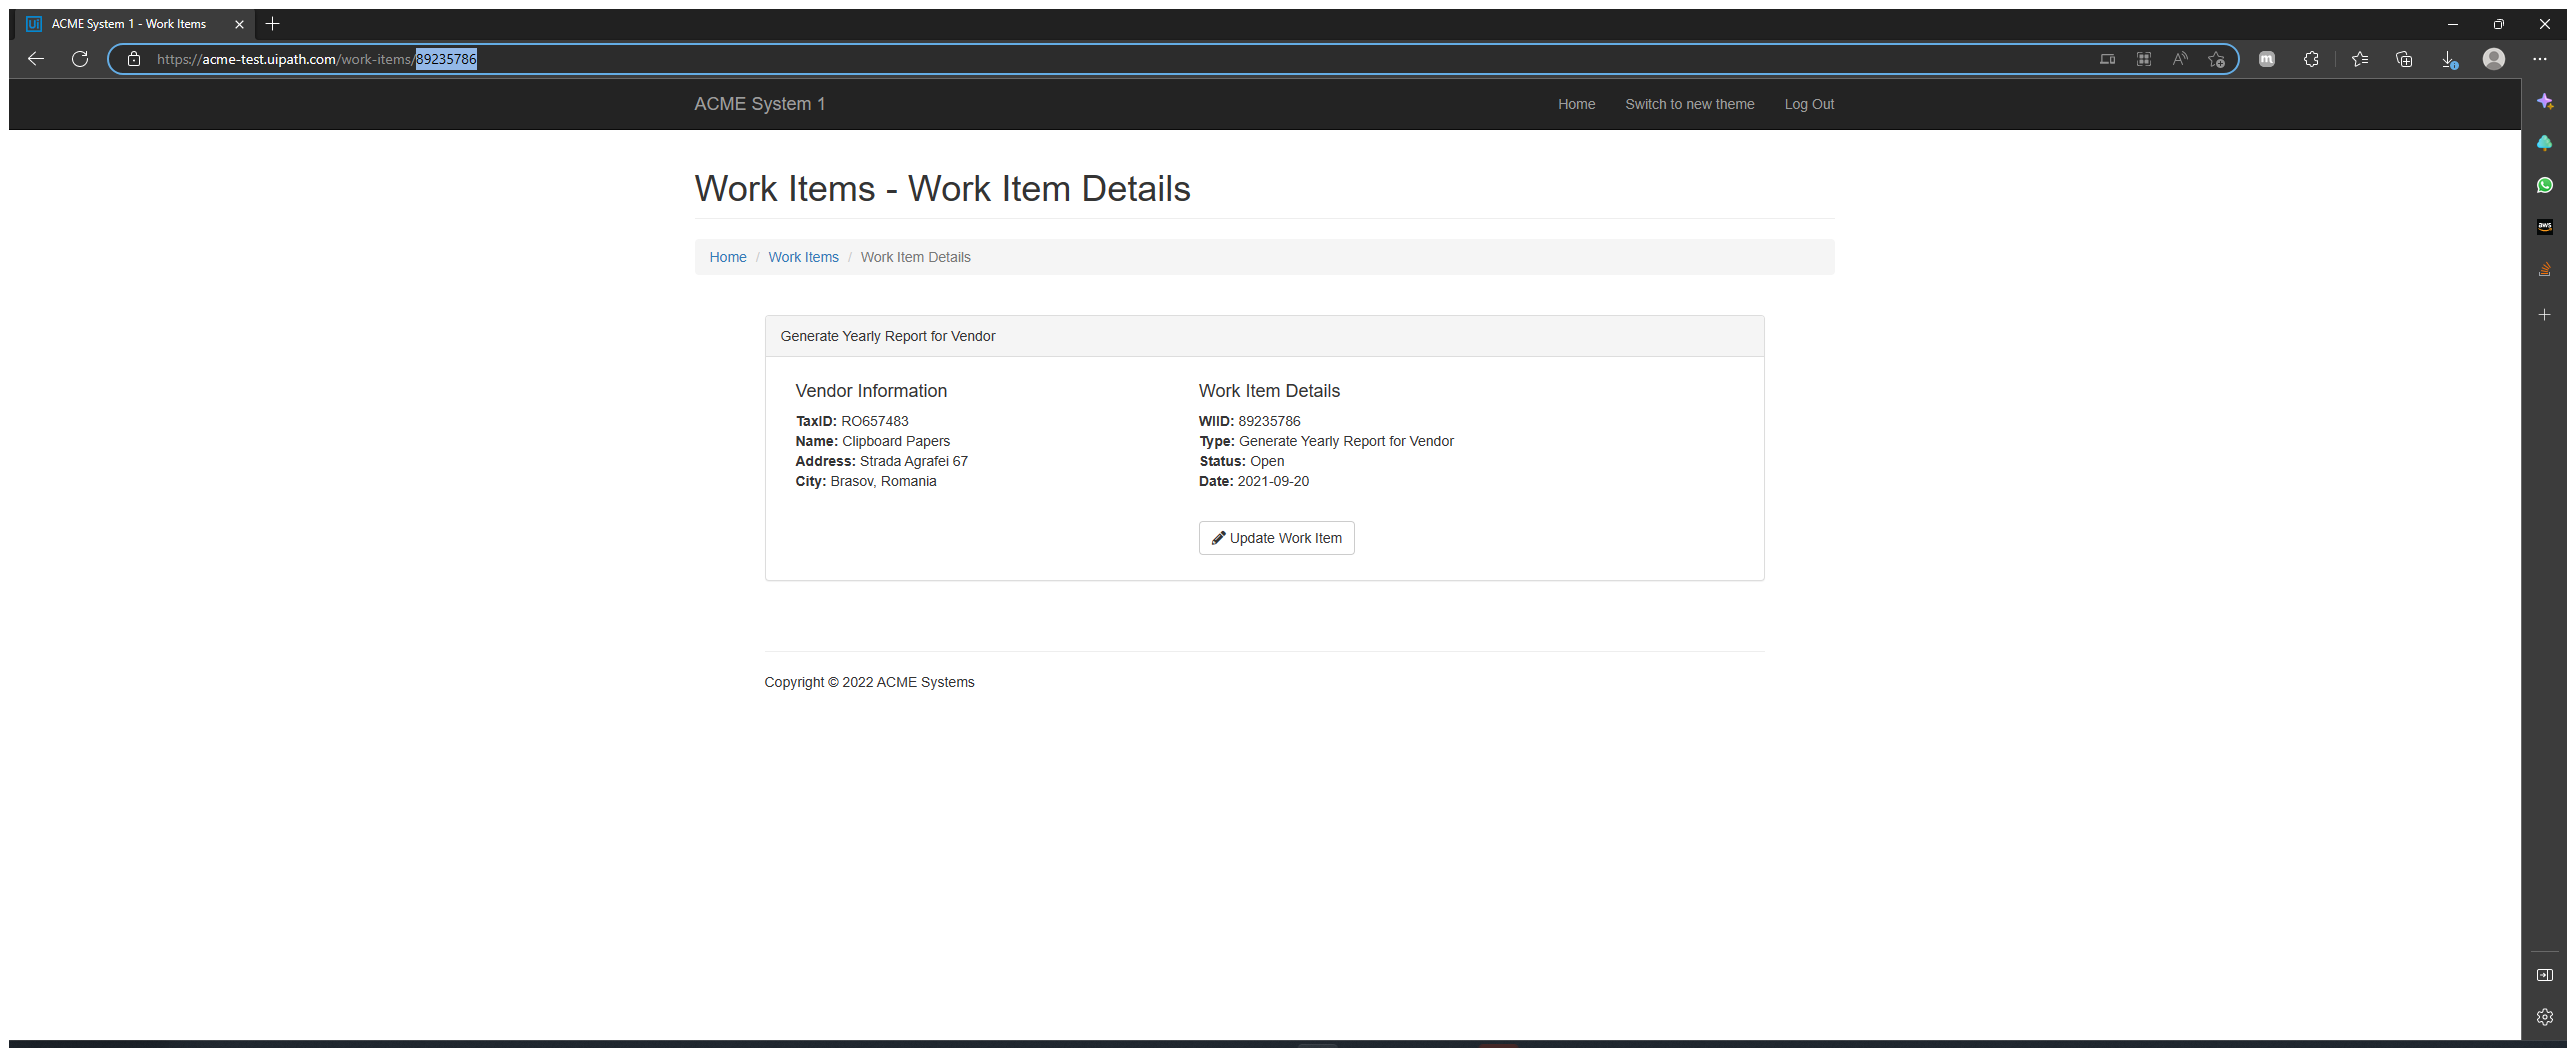 ACME System 1 - Work Items
https://acme-test.uipath.com/work-items/89235786
ACME System 1
Home
Switch to new theme
Log Out
Work Items - Work Item Details
Home / Work Items / Work Item Details
Generate Yearly Report for Vendor
Vendor Information
TaxID: RO657483
Name: Clipboard Papers
Address: Strada Agrafei 67
City: Brasov, Romania
Work Item Details
WIID: 89235786
Type: Generate Yearly Report for Vendor
Status: Open
Date: 2021-09-20
Update Work Item
Copyright © 2022 ACME Systems
aws